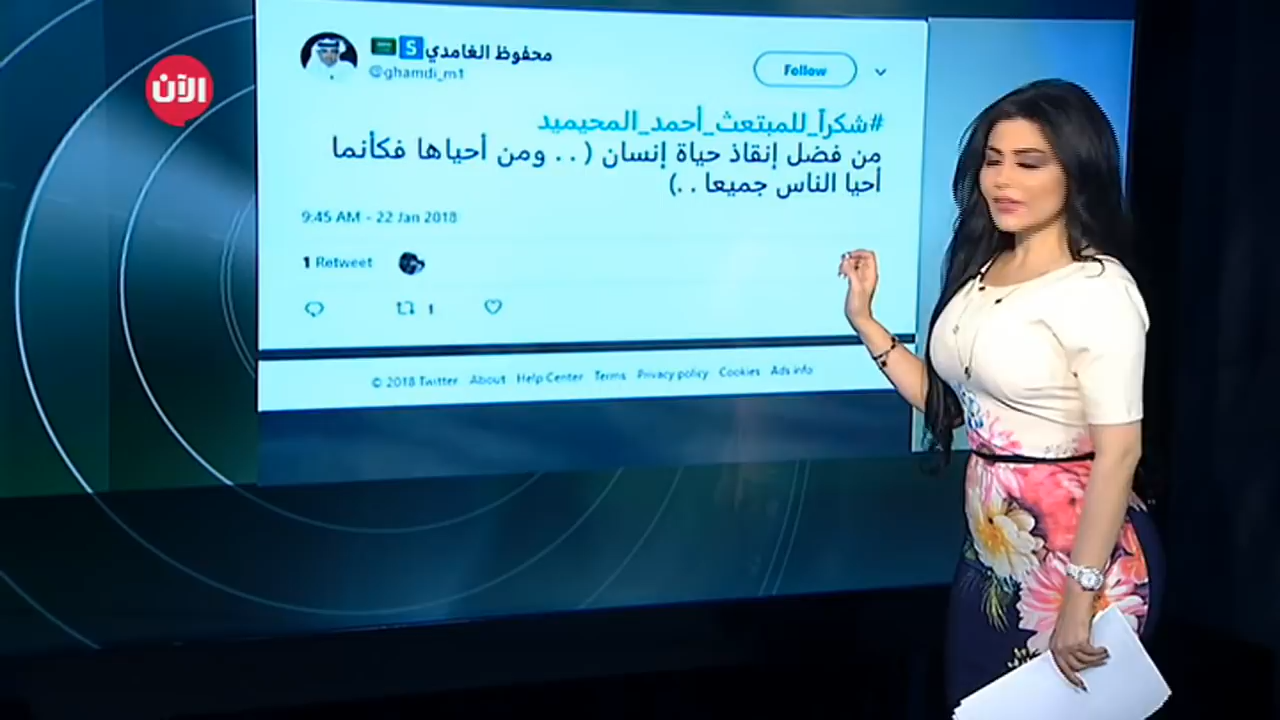 الآن
محفوظ الغامدي S
@ghamdi_m1
Follow
#شكراً_للمبتعث_أحمد_المحيميد
من فضل إنقاذ حياة إنسان ( . . ومن أحياها فكأنما
أحيا الناس جميعا . .)
9:45 AM - 22 Jan 2018
1 Retweet
1
© 2018 Twitter About Help Center Terms Privacy policy Cookies Ads info